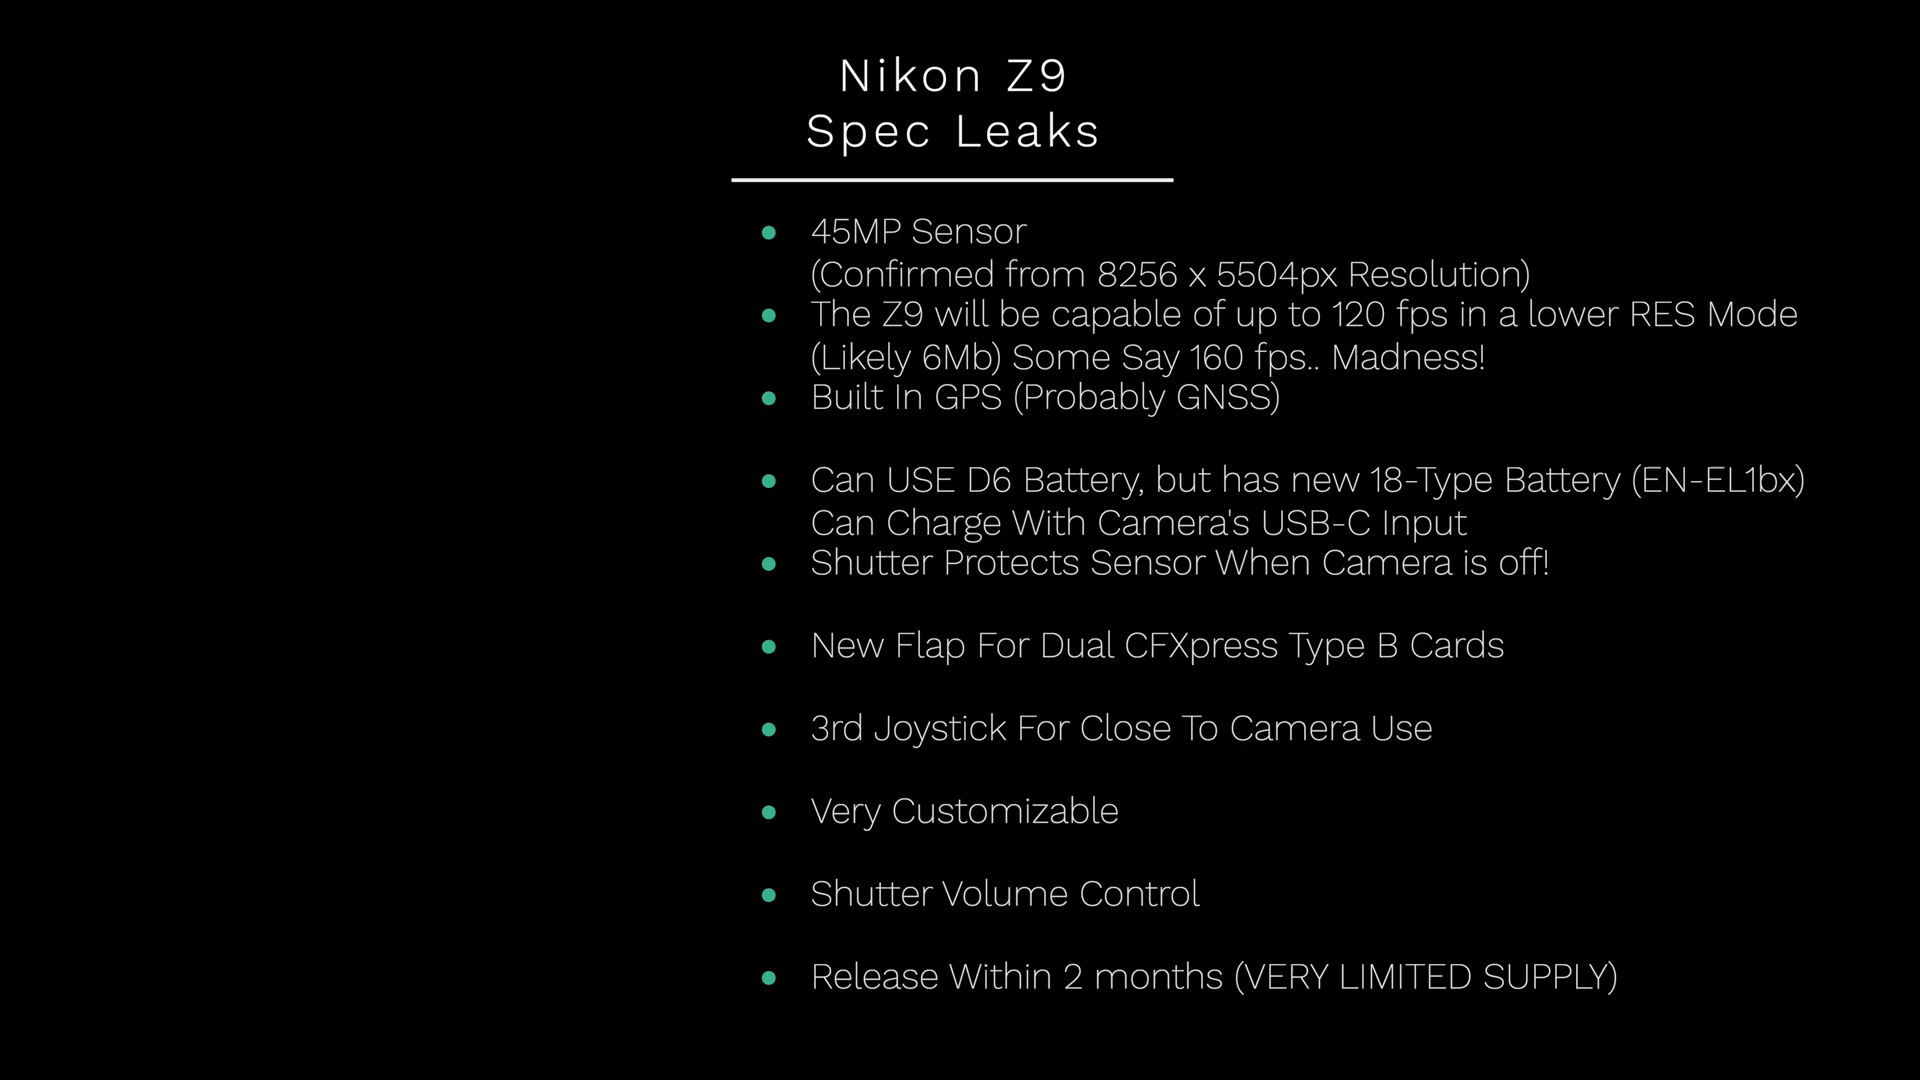 Nikon Z9
Spec Leaks
45MP Sensor
(Confirmed from 8256 x 5504px Resolution)
The Z9 will be capable of up to 120 fps in a lower RES Mode
(Likely 6Mb) Some Say 160 fps.. Madness!
Built In GPS (Probably GNSS)
Can USE D6 Battery, but has new 18-Type Battery (EN-EL1bx)
Can Charge With Camera's USB-C Input
Shutter Protects Sensor When Camera is off!
New Flap For Dual CFXpress Type B Cards
3rd Joystick For Close To Camera Use
Very Customizable
Shutter Volume Control
Release Within 2 months (VERY LIMITED SUPPLY)